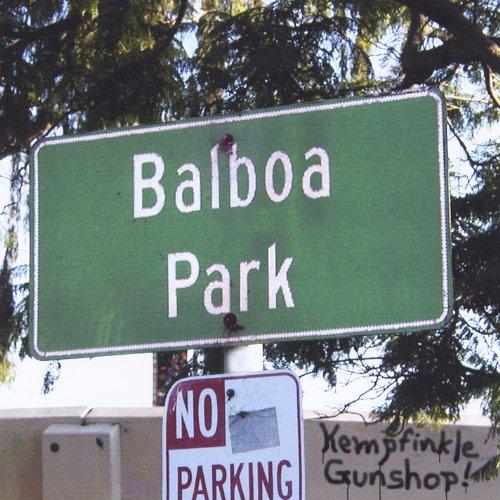 Balboa
Park
NO
PARKING
Kempfinkle
Gunshop!